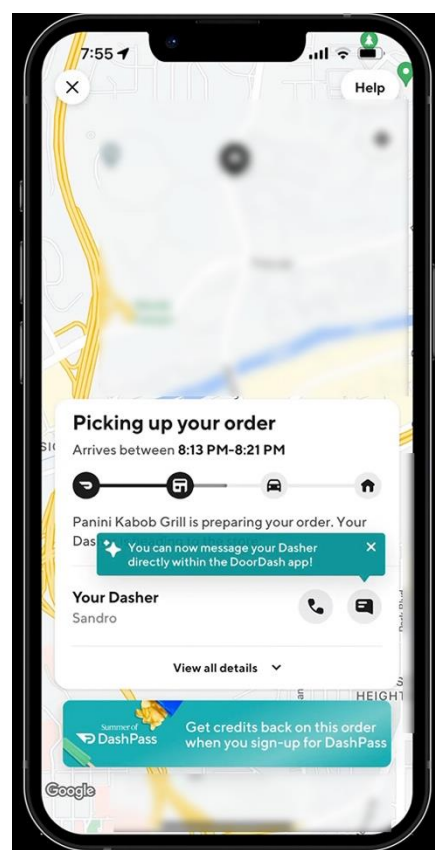 7:55
Help
Picking up your order
Arrives between 8:13 PM-8:21 PM
Panini Kabob Grill is preparing your order. Your
You can now message your Dasher
directly within the DoorDash app!
Your Dasher
Sandro
View all details
HEIGHT
Summer of
DashPass
Get credits back on this order
when you sign-up for DashPass
Google